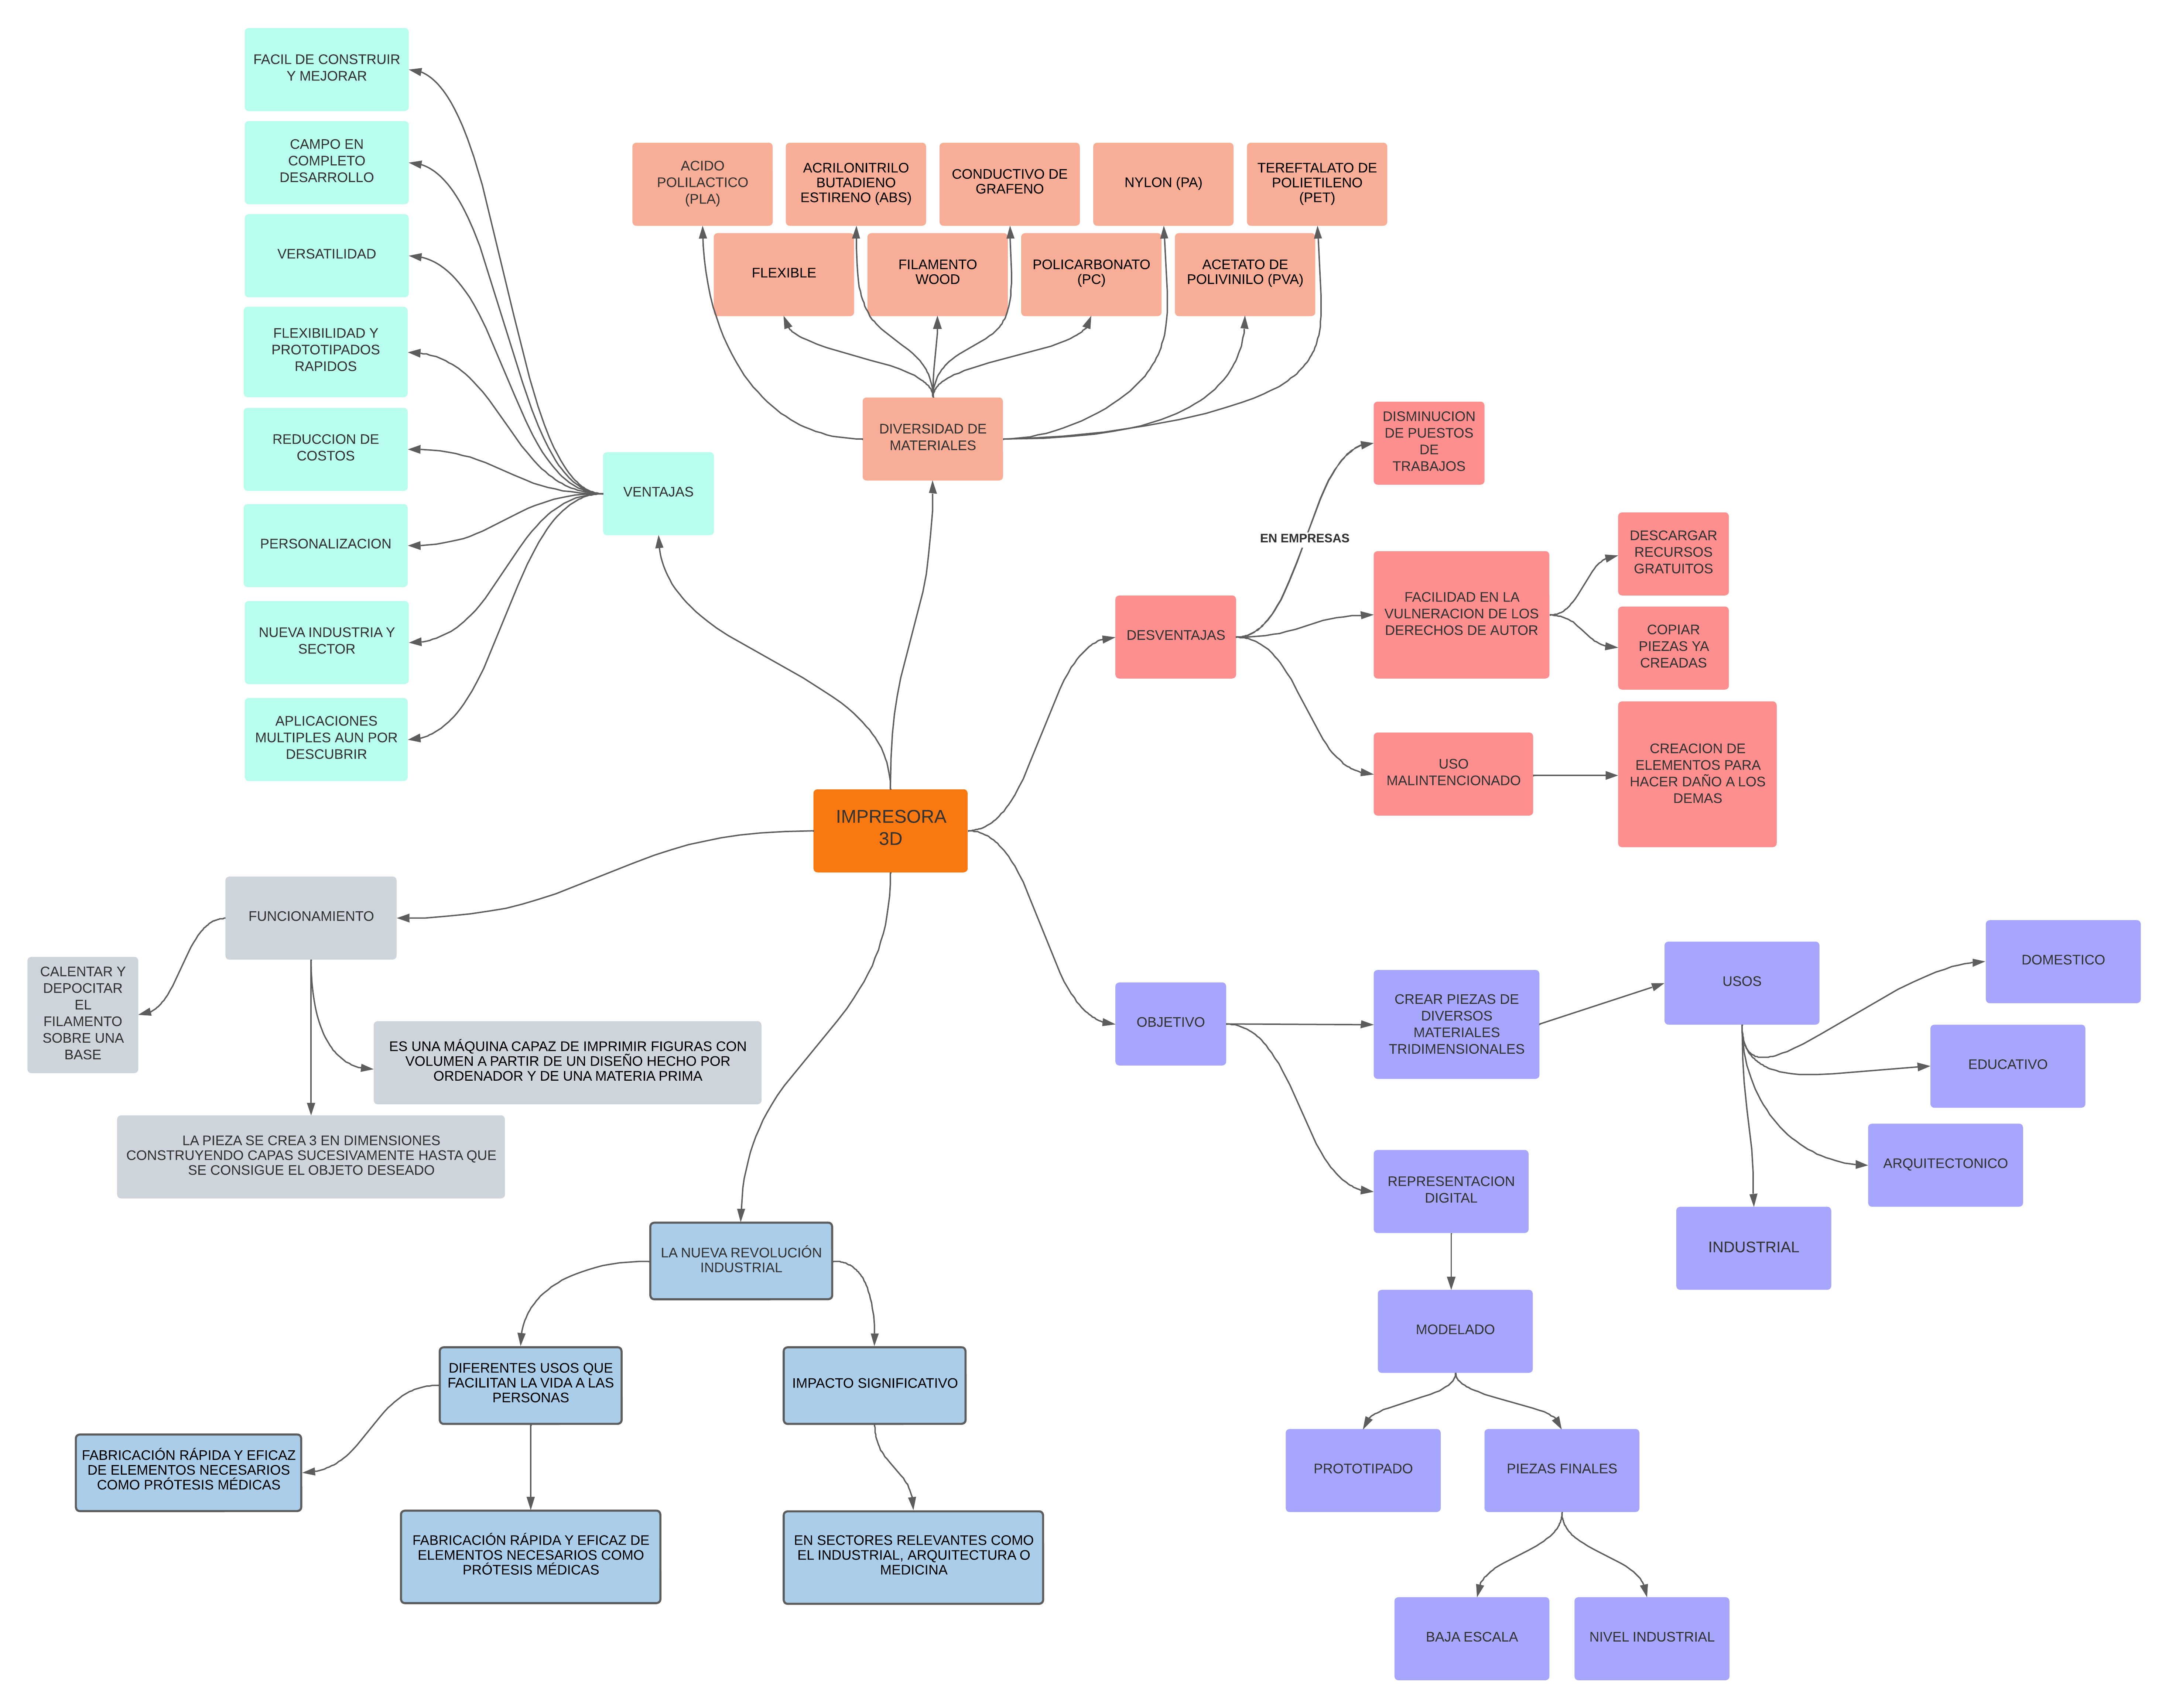 FACIL DE CONSTRUIR
Y MEJORAR
CAMPO EN
COMPLETO
DESARROLLO
VERSATILIDAD
FLEXIBILIDAD Y
PROTOTIPADOS
RAPIDOS
REDUCCION DE
COSTOS
PERSONALIZACION
NUEVA INDUSTRIA Y
SECTOR
APLICACIONES
MULTIPLES AUN POR
DESCUBRIR
VENTAJAS
ACIDO
POLILACTICO
(PLA)
ACRILONITRILO
BUTADIENO
ESTIRENO (ABS)
CONDUCTIVO DE
GRAFENO
NYLON (PA)
TEREFTALATO DE
POLIETILENO
(PET)
FLEXIBLE
FILAMENTO
WOOD
POLICARBONATO
(PC)
ACETATO DE
POLIVINILO (PVA)
DIVERSIDAD DE
MATERIALES
DISMINUCION
DE PUESTOS
DE
TRABAJOS
EN EMPRESAS
DESVENTAJAS
FACILIDAD EN LA
VULNERACION DE LOS
DERECHOS DE AUTOR
DESCARGAR
RECURSOS
GRATUITOS
COPIAR
PIEZAS YA
CREADAS
USO
MALINTENCIONADO
CREACION DE
ELEMENTOS PARA
HACER DAÑO A LOS
DEMAS
IMPRESORA
3D
FUNCIONAMIENTO
CALENTAR Y
DEPOCITAR
EL
FILAMENTO
SOBRE UNA
BASE
ES UNA MÁQUINA CAPAZ DE IMPRIMIR FIGURAS CON
VOLUMEN A PARTIR DE UN DISEÑO HECHO POR
ORDENADOR Y DE UNA MATERIA PRIMA
LA PIEZA SE CREA 3 EN DIMENSIONES
CONSTRUYENDO CAPAS SUCESIVAMENTE HASTA QUE
SE CONSIGUE EL OBJETO DESEADO
OBJETIVO
CREAR PIEZAS DE
DIVERSOS
MATERIALES
TRIDIMENSIONALES
USOS
DOMESTICO
EDUCATIVO
ARQUITECTONICO
INDUSTRIAL
REPRESENTACION
DIGITAL
MODELADO
PROTOTIPADO
PIEZAS FINALES
BAJA ESCALA
NIVEL INDUSTRIAL
LA NUEVA REVOLUCIÓN
INDUSTRIAL
DIFERENTES USOS QUE
FACILITAN LA VIDA A LAS
PERSONAS
IMPACTO SIGNIFICATIVO
FABRICACIÓN RÁPIDA Y EFICAZ
DE ELEMENTOS NECESARIOS
COMO PRÓTESIS MÉDICAS
FABRICACIÓN RÁPIDA Y EFICAZ DE
ELEMENTOS NECESARIOS COMO
PRÓTESIS MÉDICAS
EN SECTORES RELEVANTES COMO
EL INDUSTRIAL, ARQUITECTURA O
MEDICINA